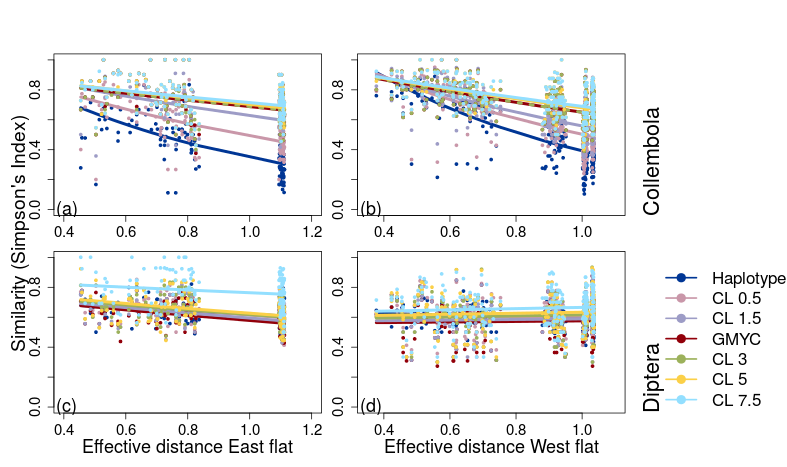 Similarity (Simpson's Index)
0.0 0.4 0.8
(a)
0.4 0.6 0.8 1.0 1.2
(b)
0.0 0.4 0.8
0.4 0.6 0.8 1.0
Collembola
0.0 0.4 0.8
(c)
0.4 0.6 0.8 1.0 1.2
Effective distance East flat
0.0 0.4 0.8
(d)
0.4 0.6 0.8 1.0
Effective distance West flat
Diptera
Haplotype
CL 0.5
CL 1.5
GMYC
CL 3
CL 5
CL 7.5